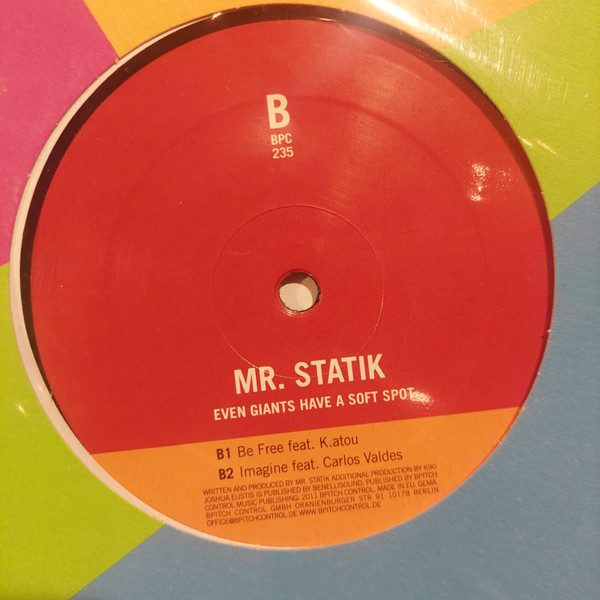 B
BPC
235
MR. STATIK
EVEN GIANTS HAVE A SOFT SPOT
B1 Be Free feat. K.atou
B2 Imagine feat. Carlos Valdes
WRITTEN AND PRODUCED BY MR. STATIK ADDITIONAL PRODUCTION BY KIKI
JOSHUA EUSTIS IS PUBLISHED BY BENELLISOUND. PUBLISHED BY BPITCH
CONTROL MUSIC PUBLISHING. 2011 BPITCH CONTROL. MADE IN EU. GEMA.
BPITCH CONTROL GMBH ORANIENBURGER STR 91 10178 BERLIN
OFFICE@BPITCHCONTROL.DE WWW.BPITCHCONTROL.DE